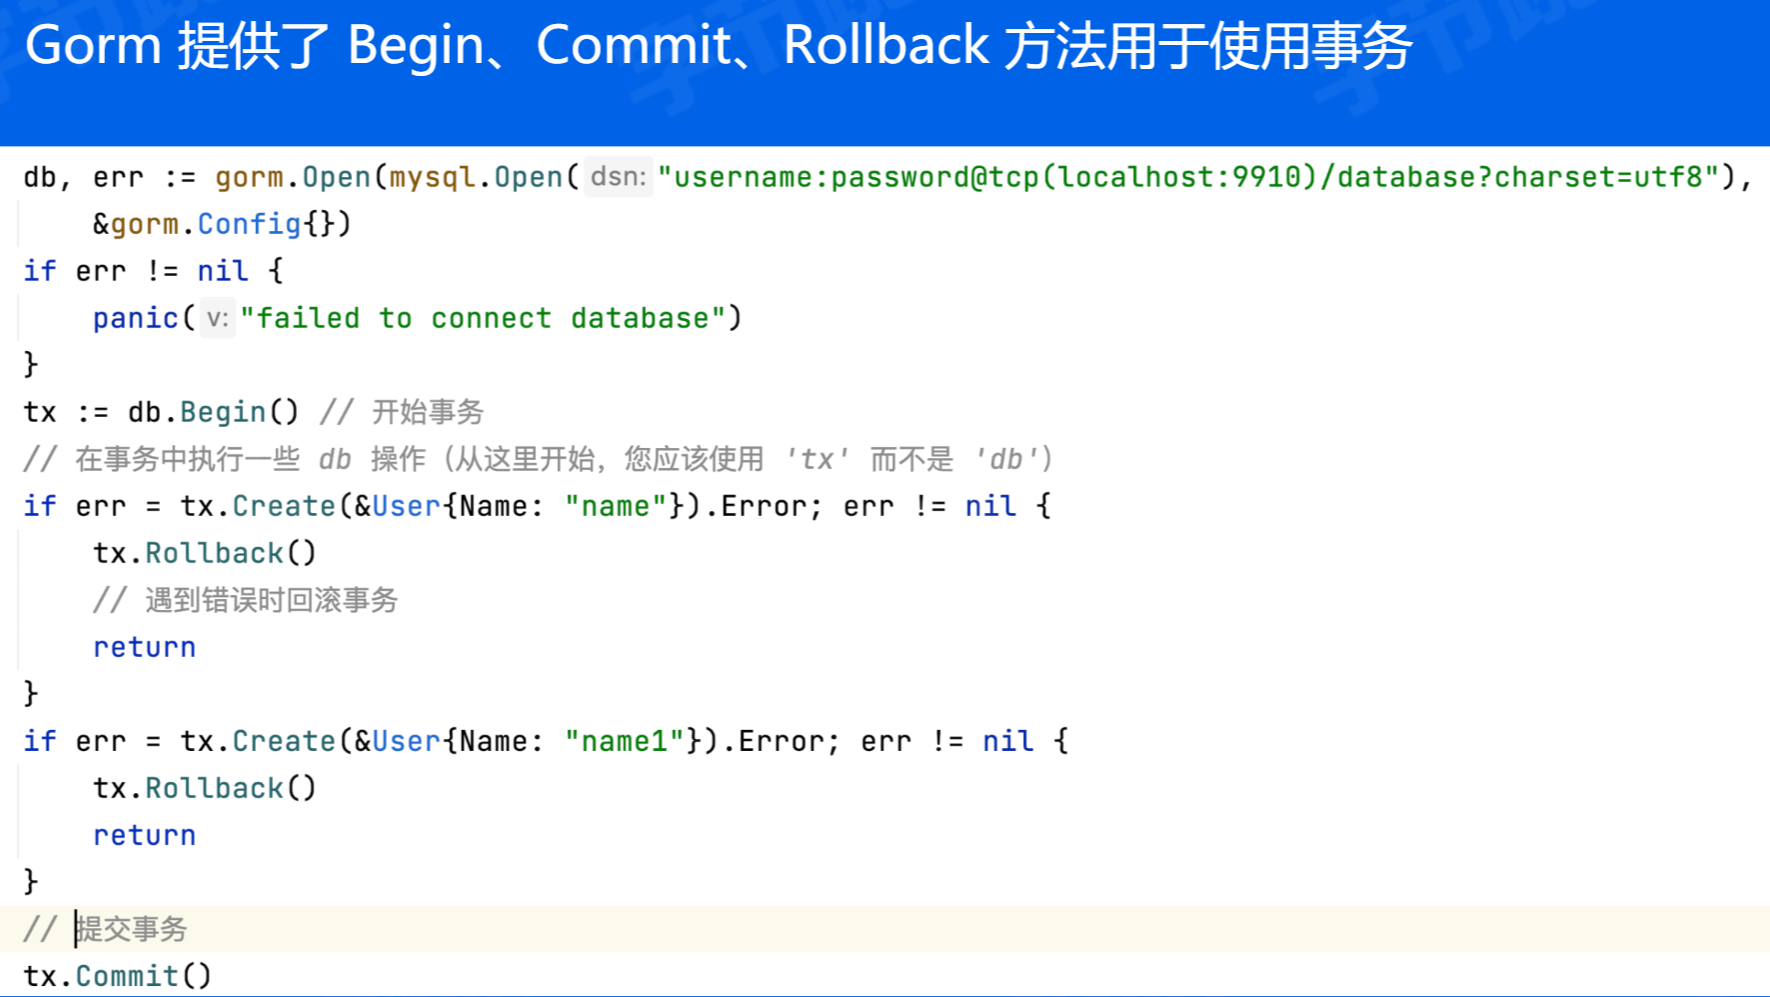 Gorm 提供了 Begin、Commit、Rollback 方法用于使用事务
db, err := gorm.Open(mysql.Open( dsn: "username:password@tcp(localhost:9910)/database?charset=utf8"),
    &gorm.Config{})
if err != nil {
    panic( v: "failed to connect database")
}
tx := db.Begin() // 开始事务
// 在事务中执行一些 db 操作（从这里开始，您应该使用 'tx' 而不是 'db'）
if err = tx.Create(&User{Name: "name"}).Error; err != nil {
    tx.Rollback()
    // 遇到错误时回滚事务
    return
}
if err = tx.Create(&User{Name: "name1"}).Error; err != nil {
    tx.Rollback()
    return
}
// 提交事务
tx.Commit()